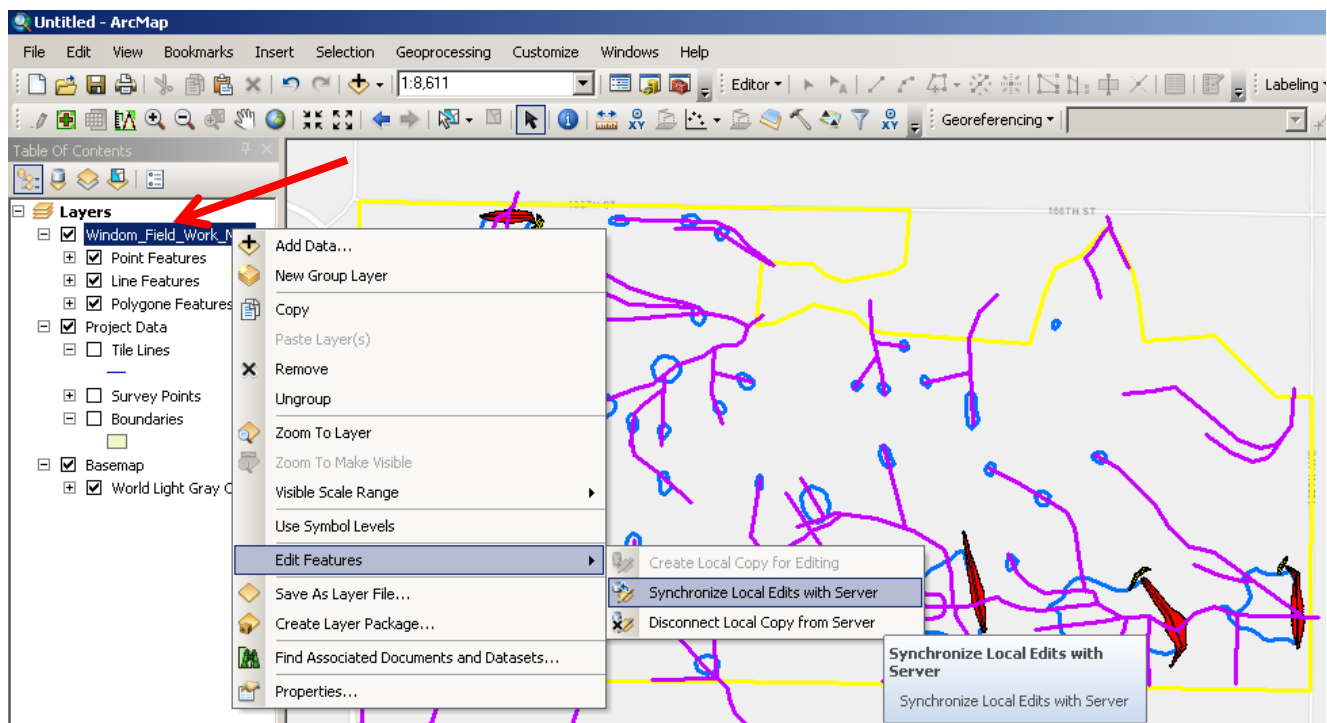 Untitled - ArcMap
File Edit View Bookmarks Insert Selection Geoprocessing Customize Windows Help
1:8,611 Editor Labeling
XY XY Georeferencing
Table Of Contents
Layers
Windom_Field_Work_
Point Features
Line Features
Polygone Features
Project Data
Tile Lines
Survey Points
Boundaries
Basemap
World Light Gray
Add Data...
New Group Layer
Copy
Paste Layer(s)
Remove
Ungroup
Zoom To Layer
Zoom To Make Visible
Visible Scale Range
Use Symbol Levels
Edit Features
Save As Layer File...
Create Layer Package...
Find Associated Documents and Datasets...
Properties...
Create Local Copy for Editing
Synchronize Local Edits with Server
Disconnect Local Copy from Server
Synchronize Local Edits with
Server
Synchronize Local Edits with Server
166TH ST